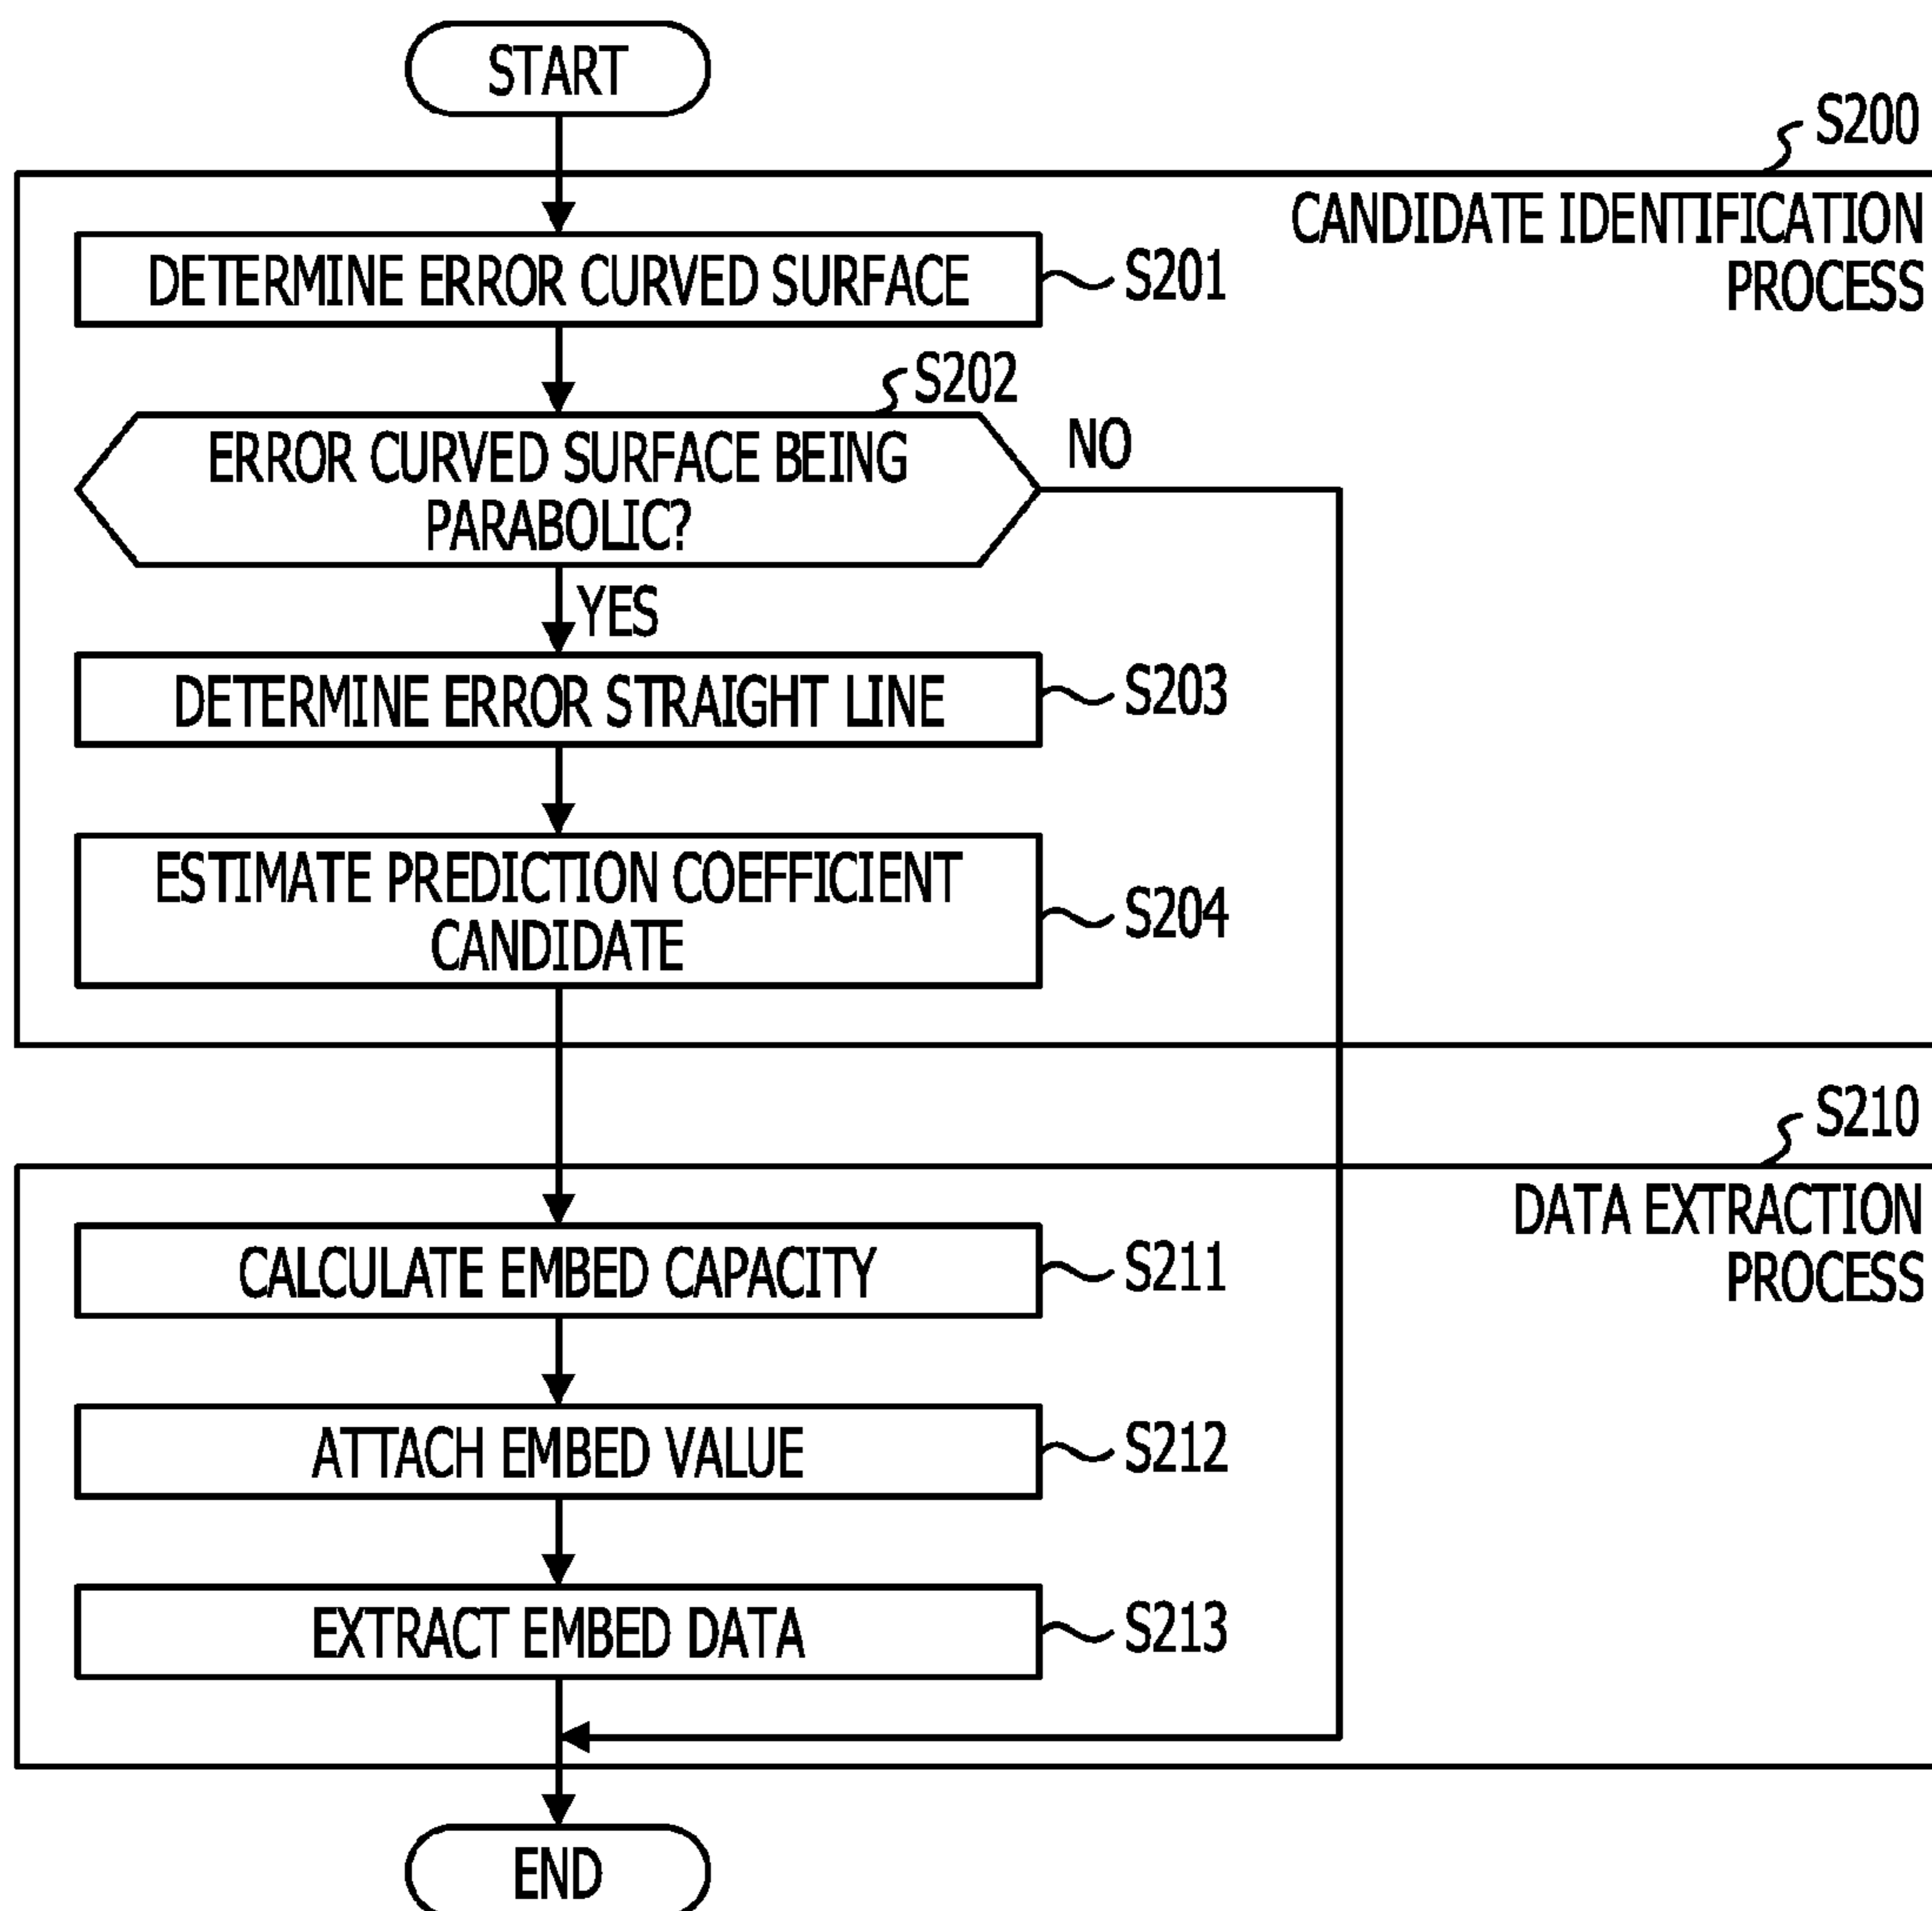 START
S200
CANDIDATE IDENTIFICATION
PROCESS
DETERMINE ERROR CURVED SURFACE
S201
S202
ERROR CURVED SURFACE BEING
PARABOLIC?
NO
YES
DETERMINE ERROR STRAIGHT LINE
S203
ESTIMATE PREDICTION COEFFICIENT
CANDIDATE
S204
S210
DATA EXTRACTION
PROCESS
CALCULATE EMBED CAPACITY
S211
ATTACH EMBED VALUE
S212
EXTRACT EMBED DATA
S213
END